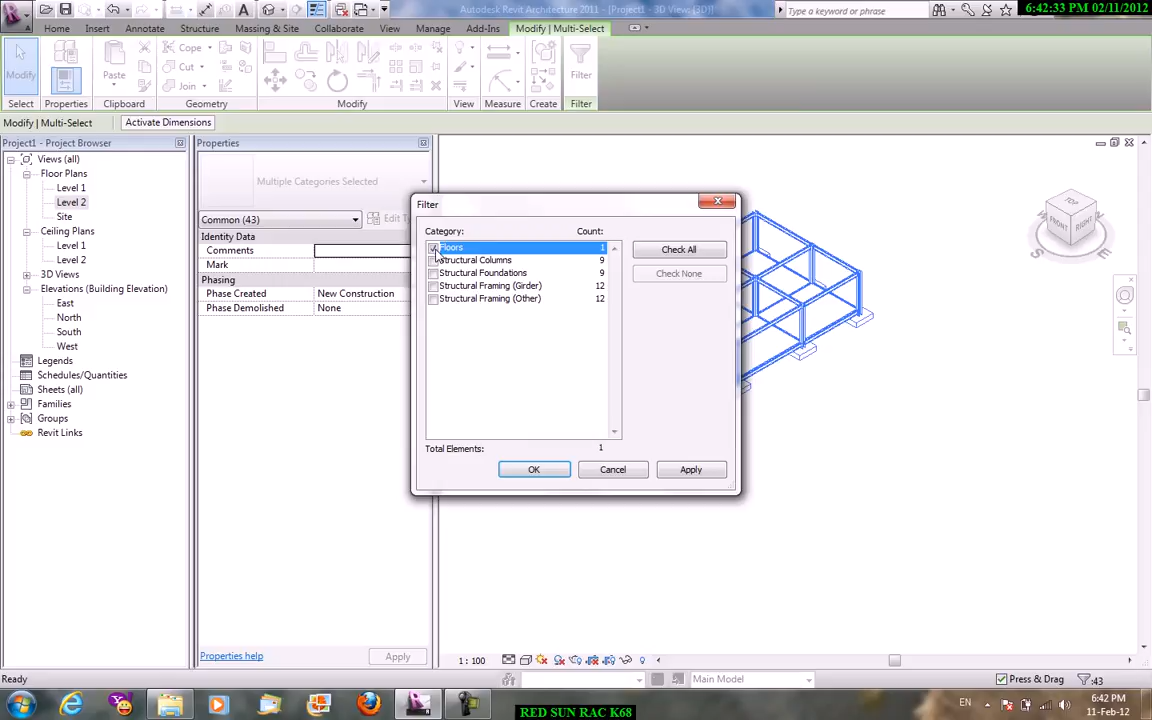 Autodesk Revit Architecture 2011 - [Project1 - 3D Views (3D)]
Type a keyword or phrase
6:42:33 PM 02/11/2012
Home Insert Annotate Structure Massing & Site Collaborate View Manage Add-Ins Modify | Multi-Select
Cope
Cut
Join
Modify Paste Filter
Select Properties Clipboard Geometry Modify View Measure Create Filter
Modify | Multi-Select Activate Dimensions
Project1 - Project Browser
Views (all)
Floor Plans
Level 1
Level 2
Site
Ceiling Plans
Level 1
Level 2
3D Views
Elevations (Building Elevation)
East
North
South
West
Legends
Schedules/Quantities
Sheets (all)
Families
Groups
Revit Links
Properties
Multiple Categories Selected
Common (43)
Identity Data
Comments
Mark
Phasing
Phase Created New Construction
Phase Demolished None
Properties help Apply
Filter
Category: Count:
Floors 1
Structural Columns 9
Structural Foundations 9
Structural Framing (Girder) 12
Structural Framing (Other) 12
Check All
Check None
Total Elements: 1
OK Cancel Apply
TOP
FRONT RIGHT
S E
1 : 100
Ready
Main Model
Press & Drag
:43
EN
6:42 PM
11-Feb-12
RED SUN RAC K68